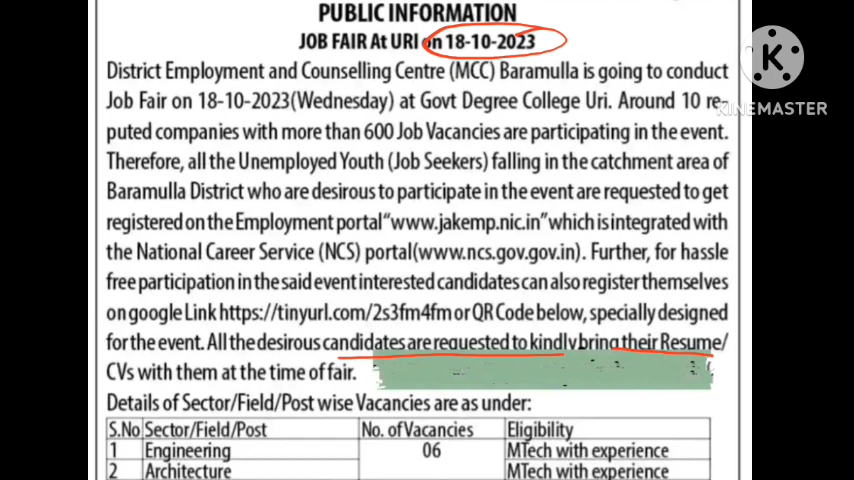 PUBLIC INFORMATION
JOB FAIR At URI on 18-10-2023
District Employment and Counselling Centre (MCC) Baramulla is going to conduct
Job Fair on 18-10-2023(Wednesday) at Govt Degree College Uri. Around 10 re-
puted companies with more than 600 Job Vacancies are participating in the event.
Therefore, all the Unemployed Youth (Job Seekers) falling in the catchment area of
Baramulla District who are desirous to participate in the event are requested to get
registered on the Employment portal "www.jakemp.nic.in" which is integrated with
the National Career Service (NCS) portal(www.ncs.gov.gov.in). Further, for hassle
free participation in the said event interested candidates can also register themselves
on google Link https://tinyurl.com/2s3fm4fm or QR Code below, specially designed
for the event. All the desirous candidates are requested to kindly bring their Resume/
CVs with them at the time of fair.
Details of Sector/Field/Post wise Vacancies are as under:
S.No Sector/Field/Post No. of Vacancies Eligibility
1 Engineering 06 MTech with experience
2 Architecture MTech with experience
K
KINEMASTER